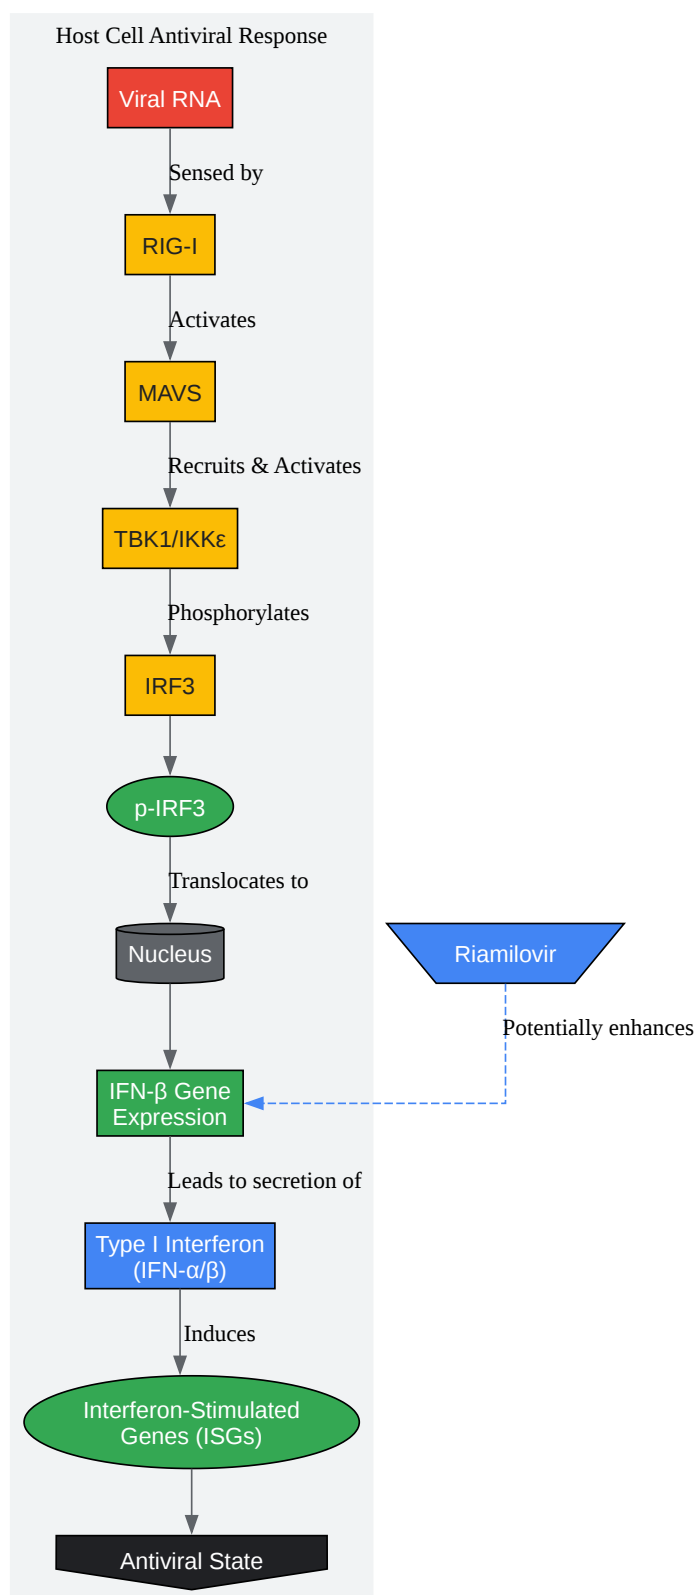 Host Cell Antiviral Response
Viral RNA
Sensed by
RIG-I
Activates
MAVS
Recruits & Activates
TBK1/IKKε
Phosphorylates
IRF3
p-IRF3
Translocates to
Nucleus
Riamilovir
Potentially enhances
IFN-β Gene
Expression
Leads to secretion of
Type I Interferon
(IFN-α/β)
Induces
Interferon-Stimulated
Genes (ISGs)
Antiviral State